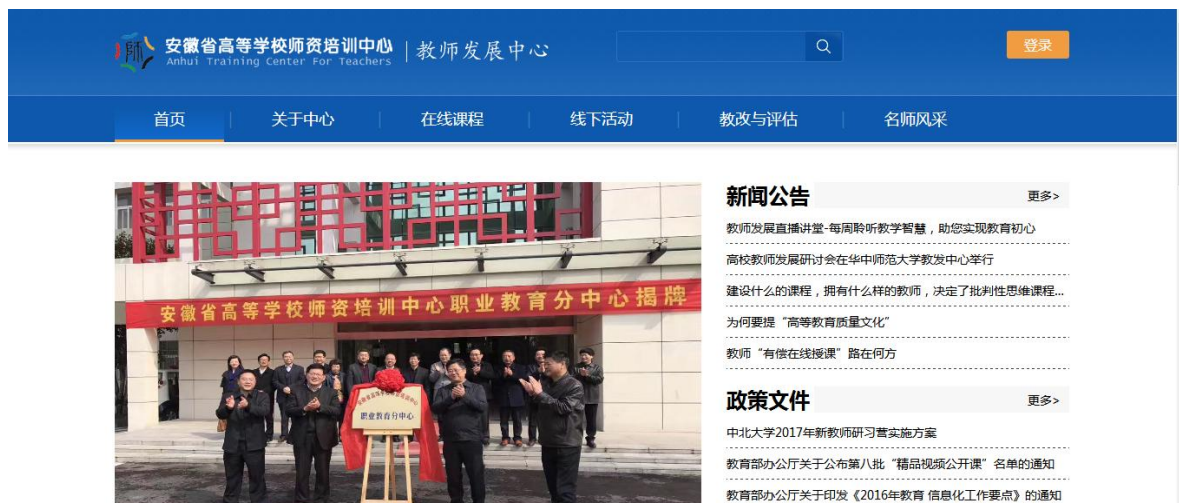 安徽省高等学校师资培训中心
Anhui Training Center For Teachers
教师发展中心
登录
首页
关于中心
在线课程
线下活动
教改与评估
名师风采
安徽省高等学校师资培训中心职业教育分中心揭牌
安徽省高等学校师资培训中心
职业教育分中心
新闻公告
更多>
教师发展直播讲堂-每周聆听教学智慧，助您实现教育初心
高校教师发展研讨会在华中师范大学教发中心举行
建设什么的课程，拥有什么样的教师，决定了批判性思维课程...
为何要提“高等教育质量文化”
教师“有偿在线授课”路在何方
政策文件
更多>
中北大学2017年新教师研习营实施方案
教育部办公厅关于公布第八批“精品视频公开课”名单的通知
教育部办公厅关于印发《2016年教育 信息化工作要点》的通知